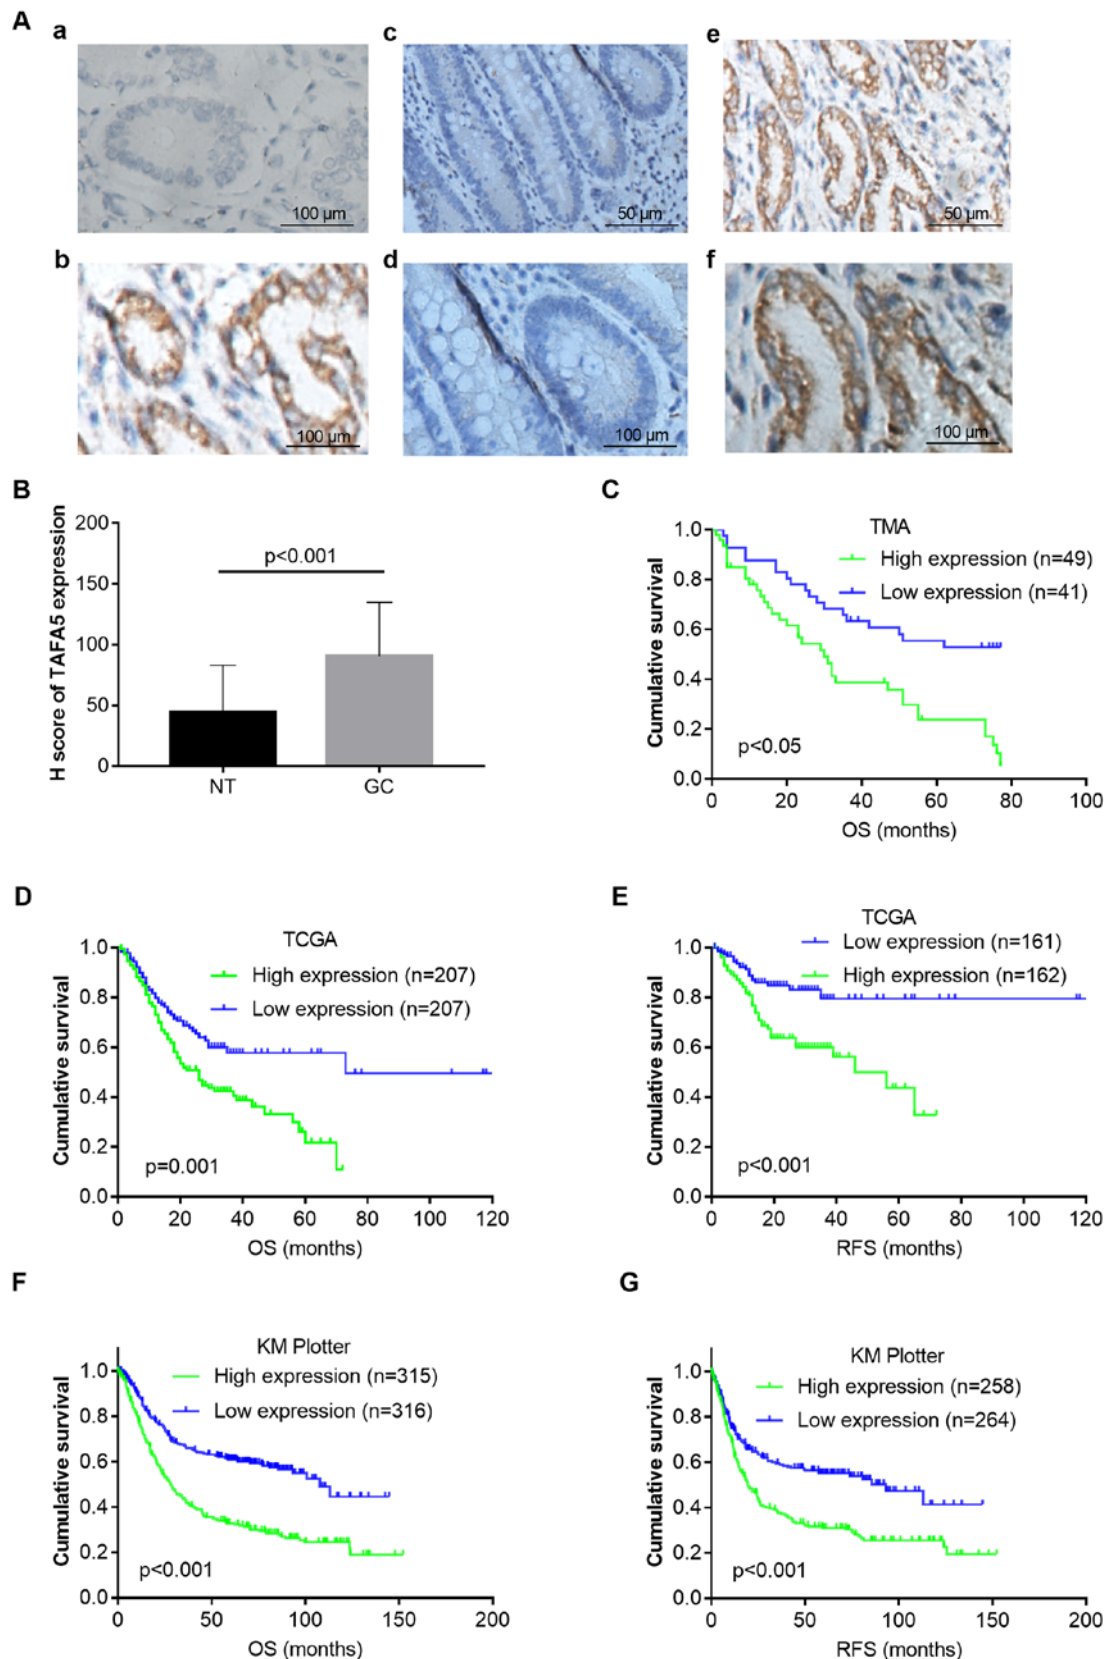 A
a
c
e
100 µm
50 µm
50 µm
b
d
f
100 µm
100 µm
100 µm
B
H score of TAFA5 expression
200
150
100
50
0
p<0.001
NT
GC
C
Cumulative survival
1.0
0.8
0.6
0.4
0.2
0.0
TMA
High expression (n=49)
Low expression (n=41)
p<0.05
0 20 40 60 80 100
OS (months)
D
Cumulative survival
1.0
0.8
0.6
0.4
0.2
0.0
TCGA
High expression (n=207)
Low expression (n=207)
p=0.001
0 20 40 60 80 100 120
OS (months)
E
Cumulative survival
1.0
0.8
0.6
0.4
0.2
0.0
TCGA
Low expression (n=161)
High expression (n=162)
p<0.001
0 20 40 60 80 100 120
RFS (months)
F
Cumulative survival
1.0
0.8
0.6
0.4
0.2
0.0
KM Plotter
High expression (n=315)
Low expression (n=316)
p<0.001
0 50 100 150 200
OS (months)
G
Cumulative survival
1.0
0.8
0.6
0.4
0.2
0.0
KM Plotter
High expression (n=258)
Low expression (n=264)
p<0.001
0 50 100 150 200
RFS (months)